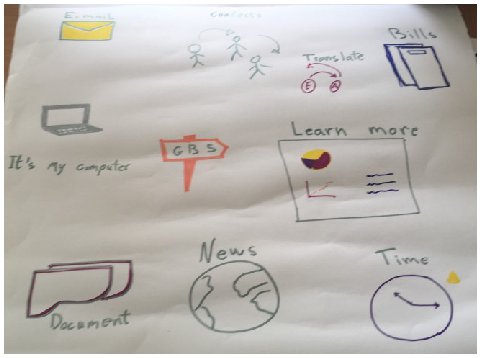 E-mail
CONTACTS
Translate
E A
Bills
It's My computer
GBS
Learn more
Document
News
Time